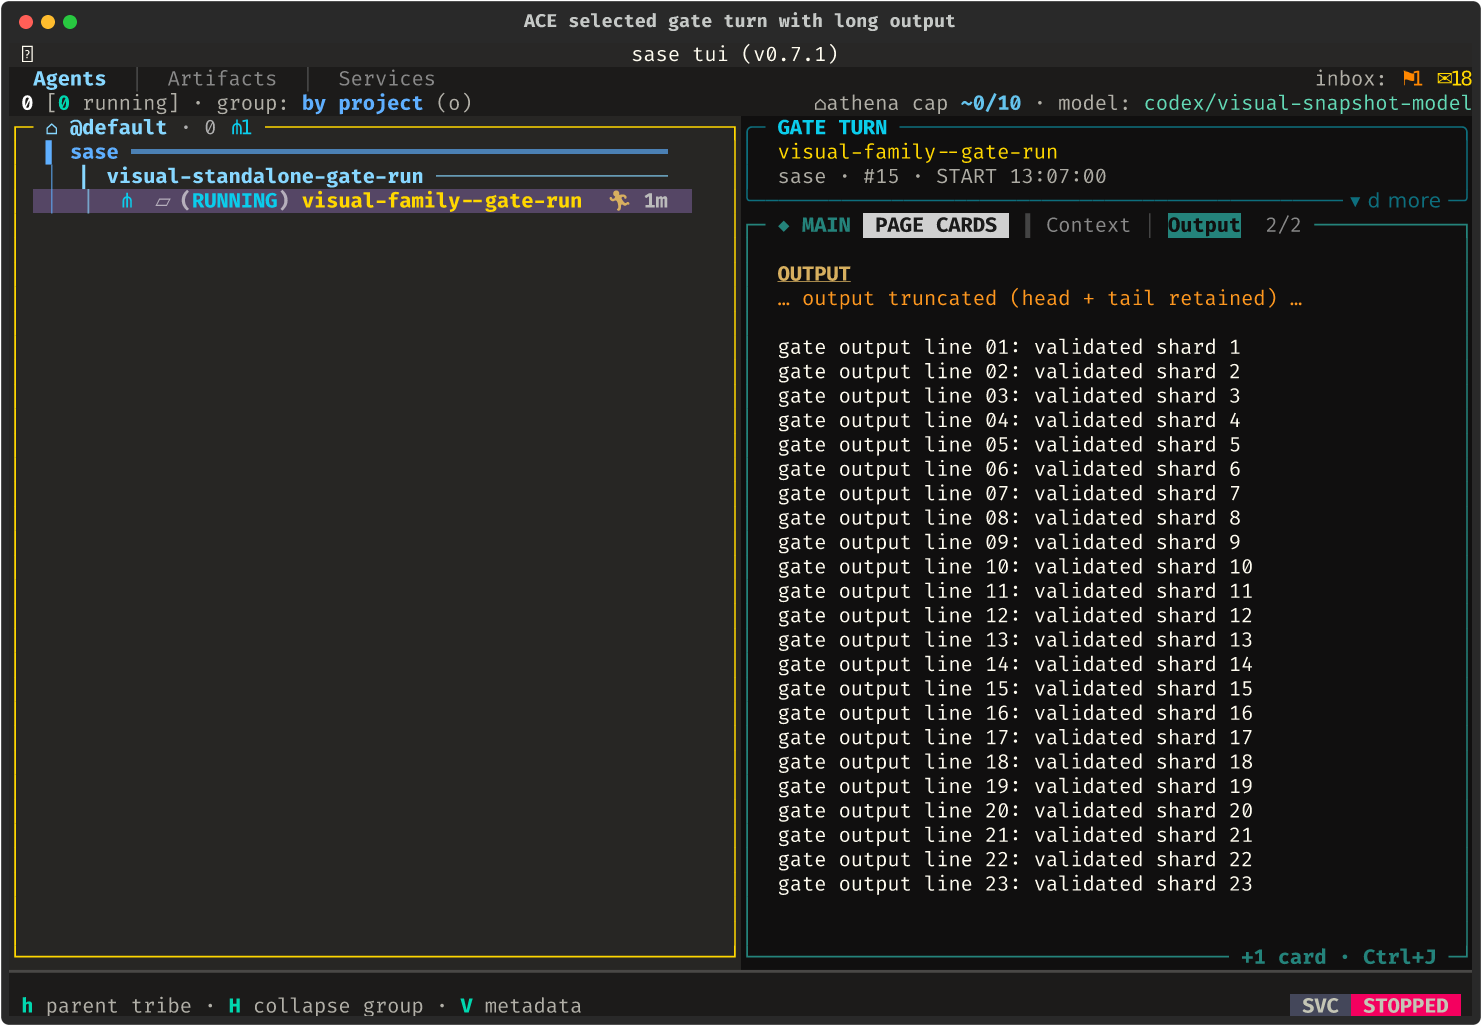 ACE selected gate turn with long output
sase tui (v0.7.1)
Agents │ Artifacts │ Services
inbox: ⚑1 ✉18
0 [0 running] · group: by project (o)
⌂athena cap ~0/10 · model: codex/visual-snapshot-model
⌂ @default · 0 ⋔1
sase
visual-standalone-gate-run
⋔ ▱ (RUNNING) visual-family--gate-run 🏃 1m
GATE TURN
visual-family--gate-run
sase · #15 · START 13:07:00
▾ d more
◆ MAIN PAGE CARDS ┃ Context │ Output 2/2
OUTPUT
… output truncated (head + tail retained) …
gate output line 01: validated shard 1
gate output line 02: validated shard 2
gate output line 03: validated shard 3
gate output line 04: validated shard 4
gate output line 05: validated shard 5
gate output line 06: validated shard 6
gate output line 07: validated shard 7
gate output line 08: validated shard 8
gate output line 09: validated shard 9
gate output line 10: validated shard 10
gate output line 11: validated shard 11
gate output line 12: validated shard 12
gate output line 13: validated shard 13
gate output line 14: validated shard 14
gate output line 15: validated shard 15
gate output line 16: validated shard 16
gate output line 17: validated shard 17
gate output line 18: validated shard 18
gate output line 19: validated shard 19
gate output line 20: validated shard 20
gate output line 21: validated shard 21
gate output line 22: validated shard 22
gate output line 23: validated shard 23
+1 card · Ctrl+J
h parent tribe · H collapse group · V metadata
SVC STOPPED